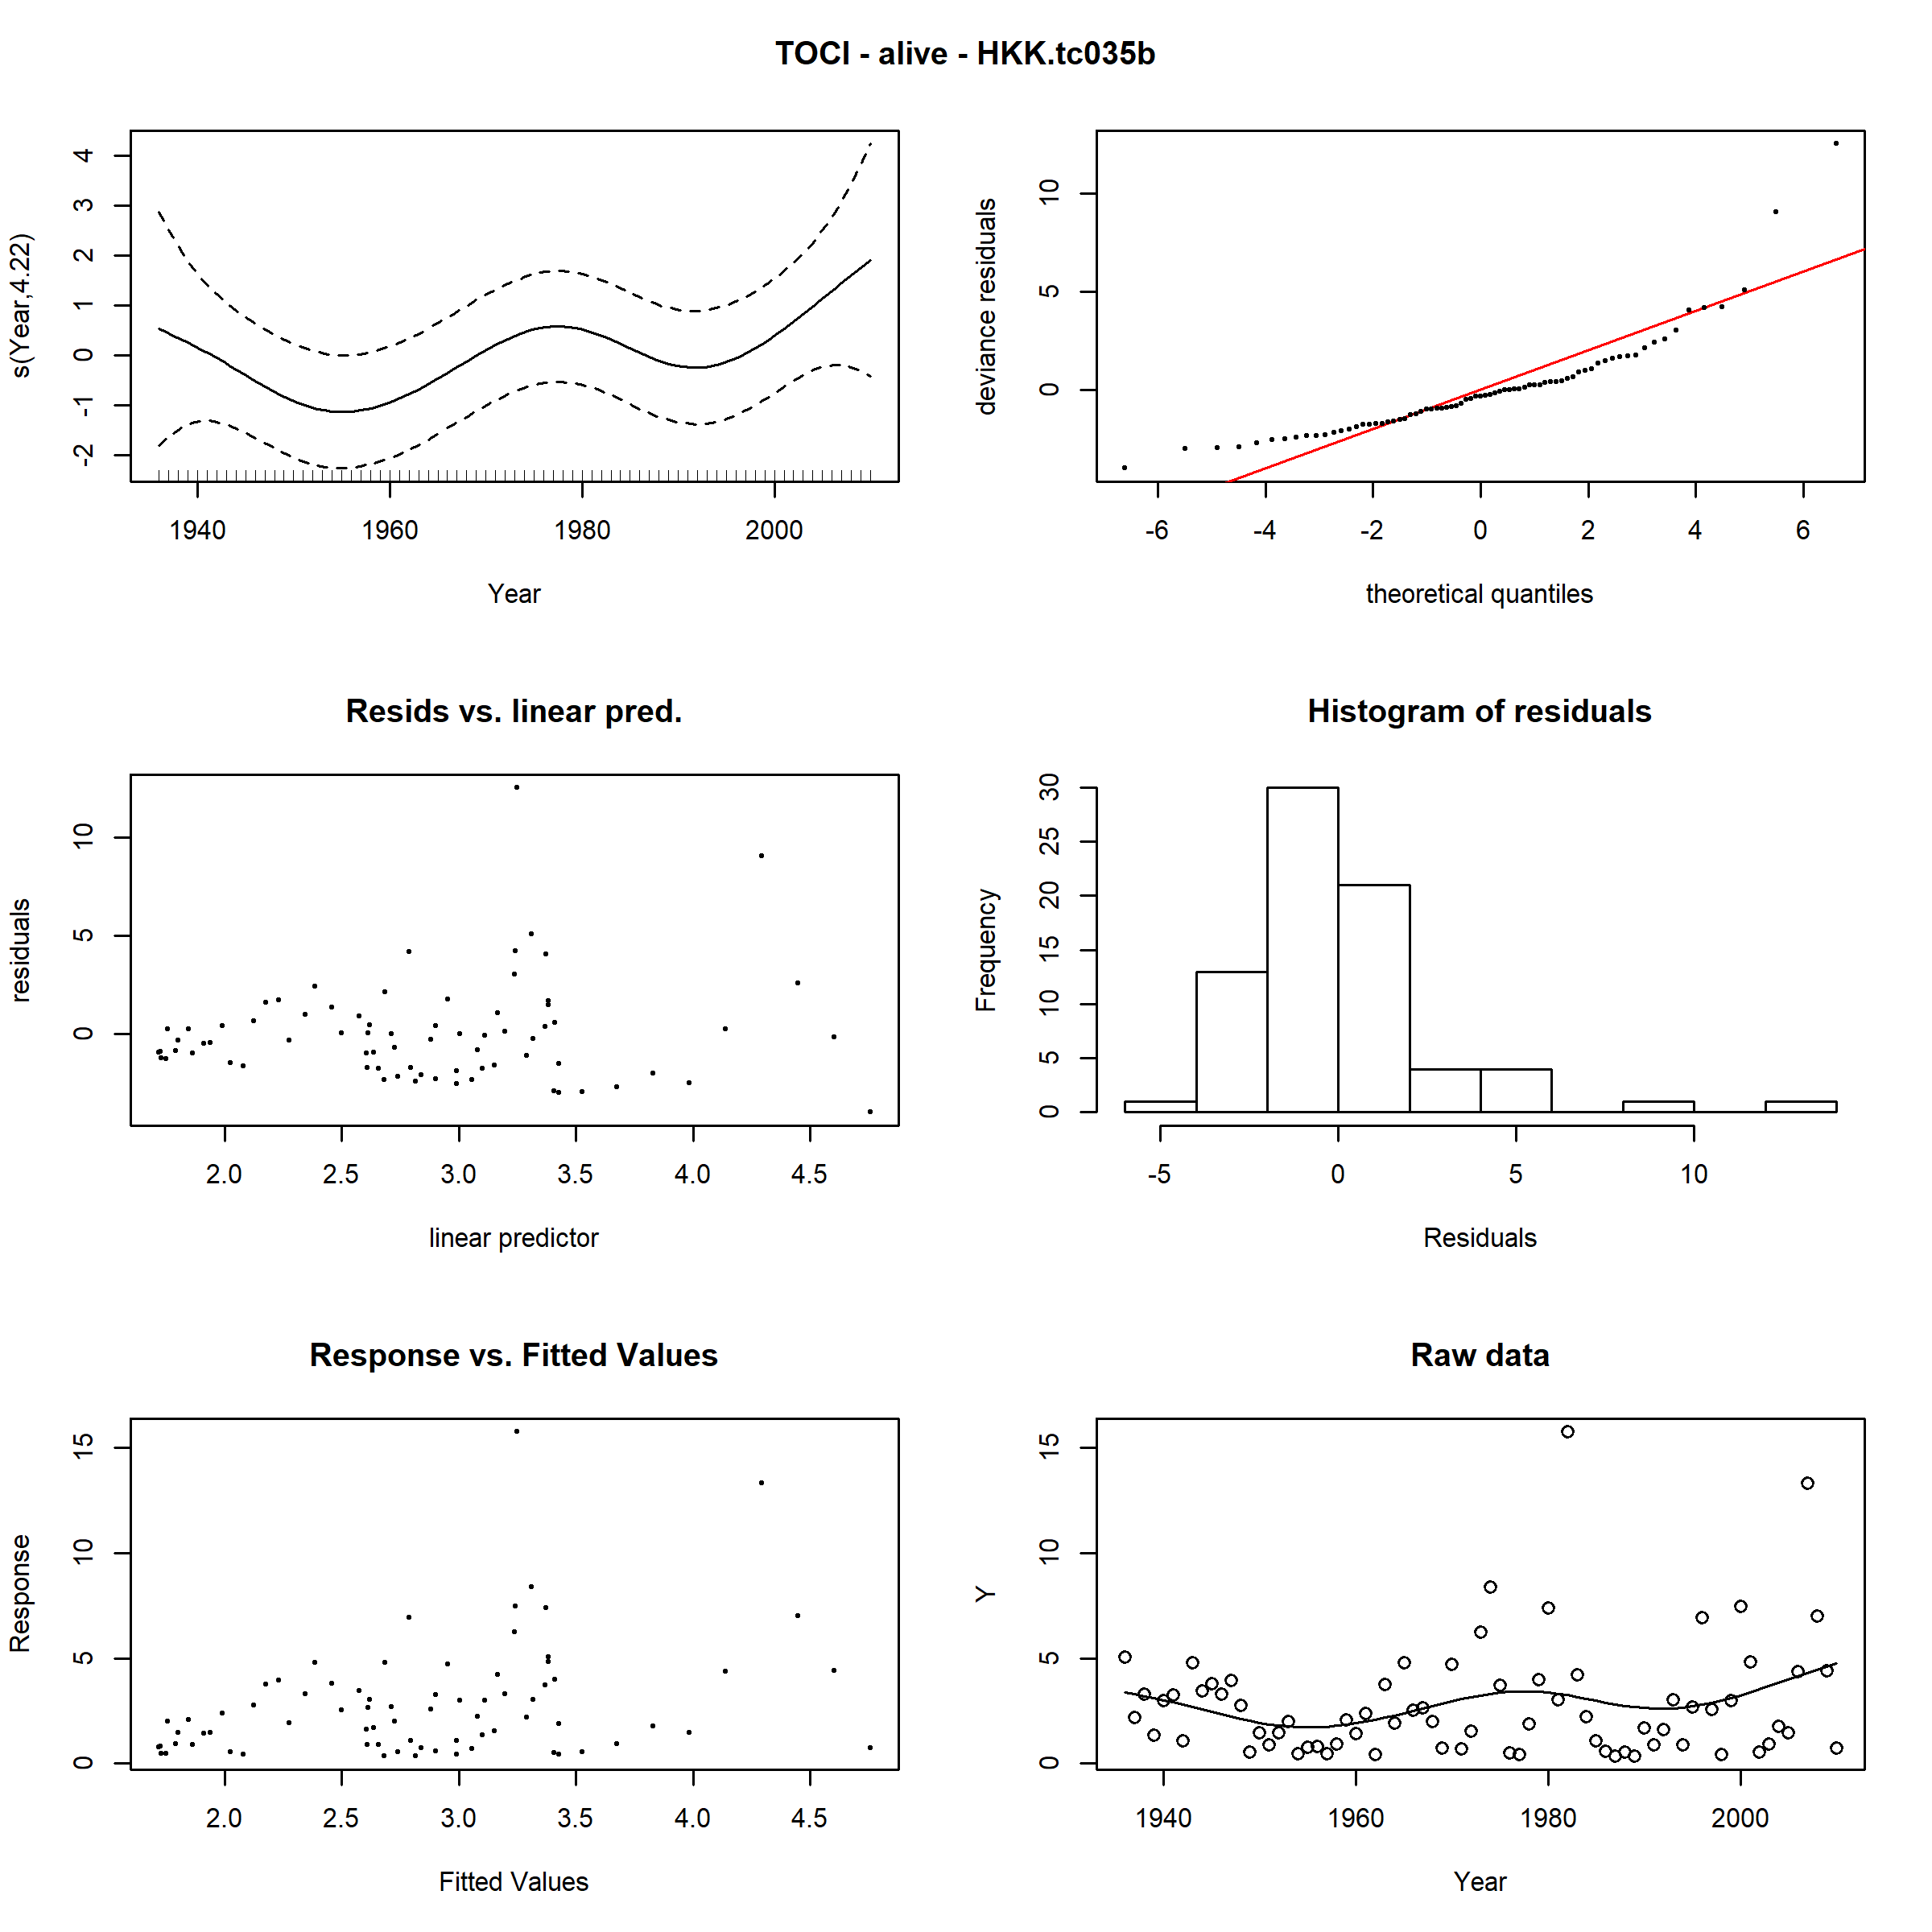 TOCI - alive - HKK.tc035b
s(Year,4.22)
-2 -1 0 1 2 3 4
1940 1960 1980 2000
Year
deviance residuals
0 5 10
-6 -4 -2 0 2 4 6
theoretical quantiles
Resids vs. linear pred.
residuals
0 5 10
2.0 2.5 3.0 3.5 4.0 4.5
linear predictor
Histogram of residuals
Frequency
0 5 10 15 20 25 30
-5 0 5 10
Residuals
Response vs. Fitted Values
Response
0 5 10 15
2.0 2.5 3.0 3.5 4.0 4.5
Fitted Values
Raw data
Y
0 5 10 15
1940 1960 1980 2000
Year